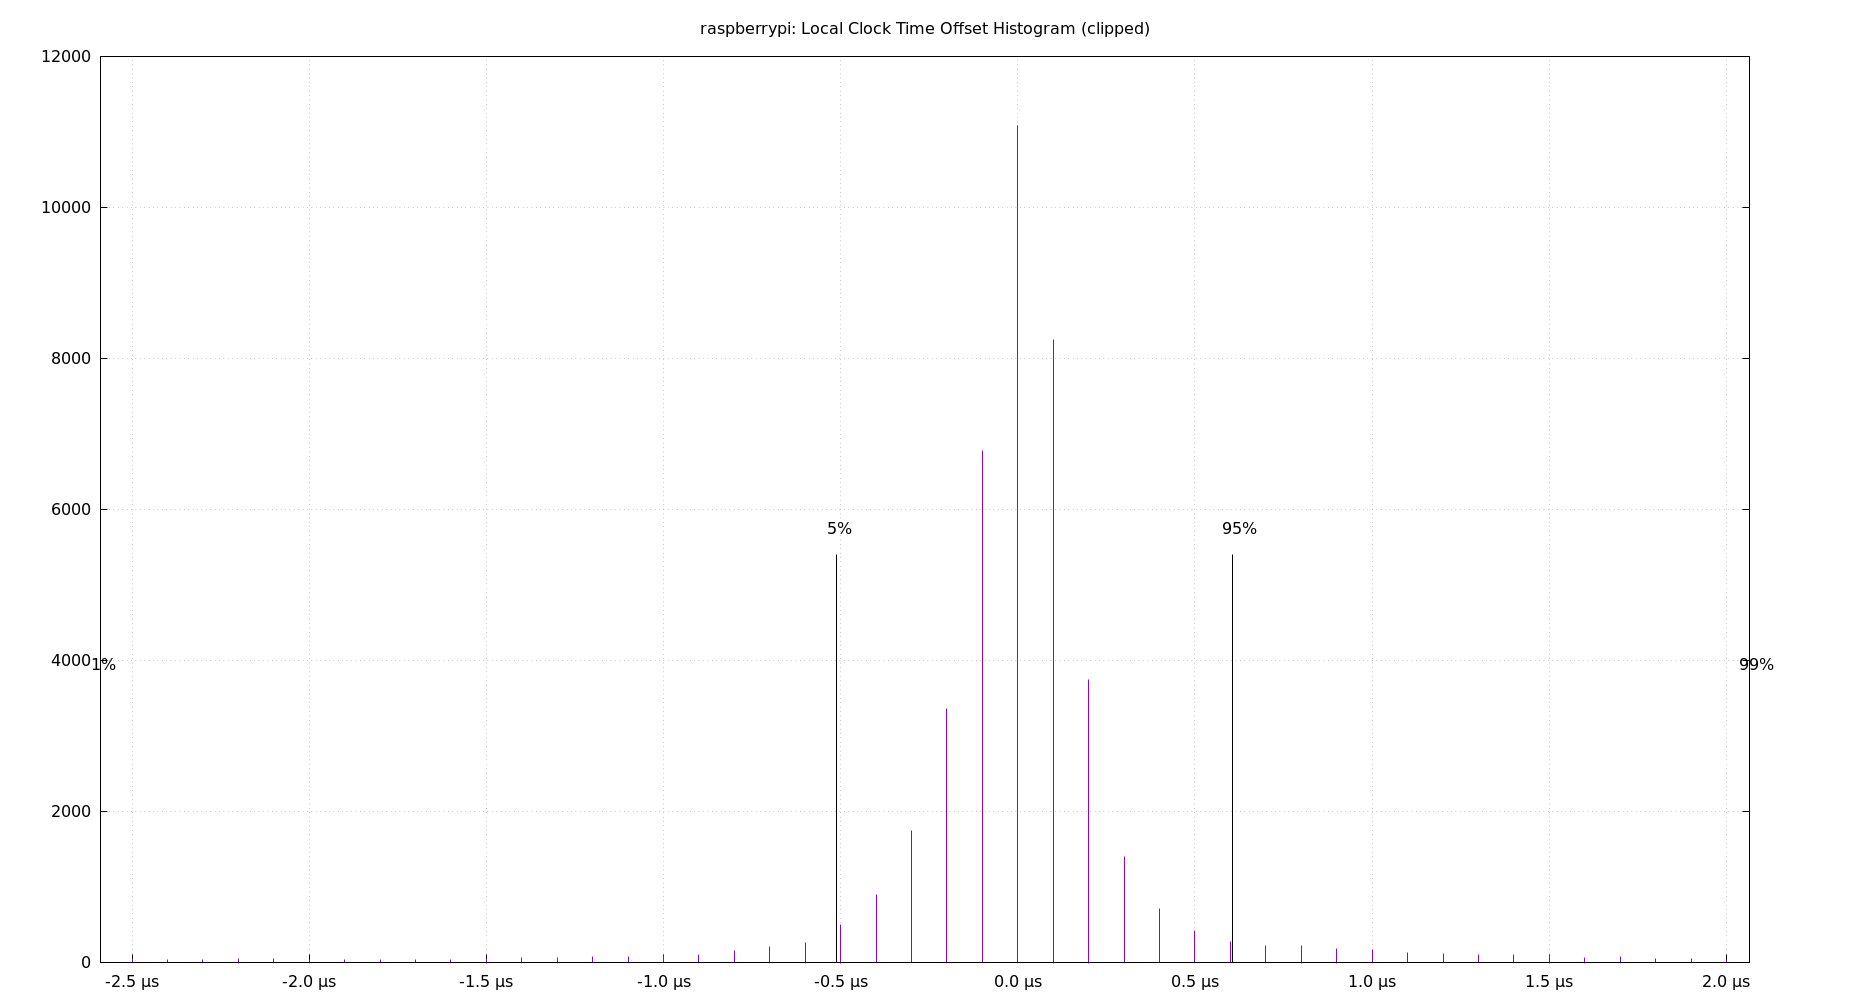 raspberrypi: Local Clock Time Offset Histogram (clipped)
12000
10000
8000
6000
5% 95%
4000 1% 99%
2000
0
-2.5 µs -2.0 µs -1.5 µs -1.0 µs -0.5 µs 0.0 µs 0.5 µs 1.0 µs 1.5 µs 2.0 µs